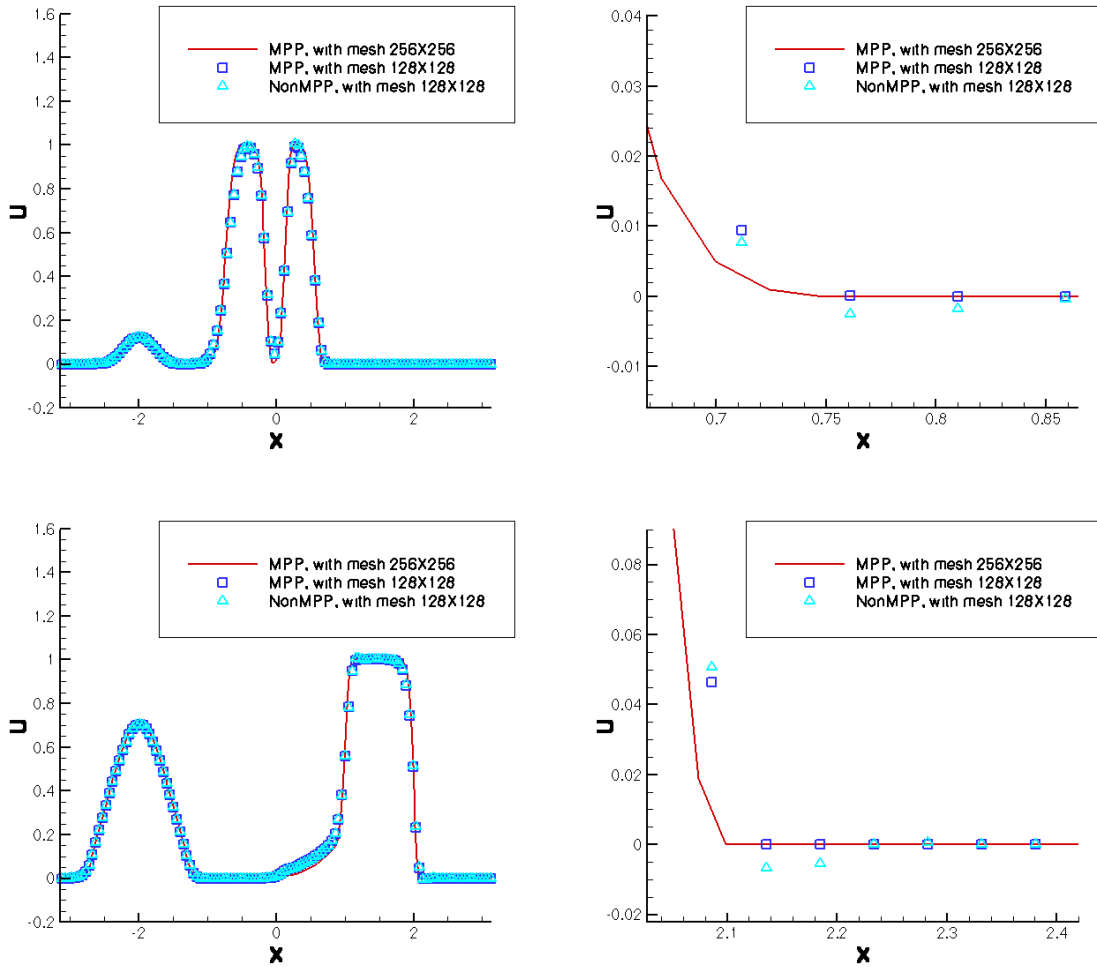 1.6
1.4
1.2
1
0.8
0.6
0.4
0.2
0
-0.2
U
-2
0
2
X
MPP, with mesh 256X256
MPP, with mesh 128X128
NonMPP, with mesh 128X128
0.04
0.03
0.02
0.01
0
-0.01
U
0.7
0.75
0.8
0.85
X
MPP, with mesh 256X256
MPP, with mesh 128X128
NonMPP, with mesh 128X128
1.6
1.4
1.2
1
0.8
0.6
0.4
0.2
0
-0.2
U
-2
0
2
X
MPP, with mesh 256X256
MPP, with mesh 128X128
NonMPP, with mesh 128X128
0.08
0.06
0.04
0.02
0
-0.02
U
2.1
2.2
2.3
2.4
X
MPP, with mesh 256X256
MPP, with mesh 128X128
NonMPP, with mesh 128X128